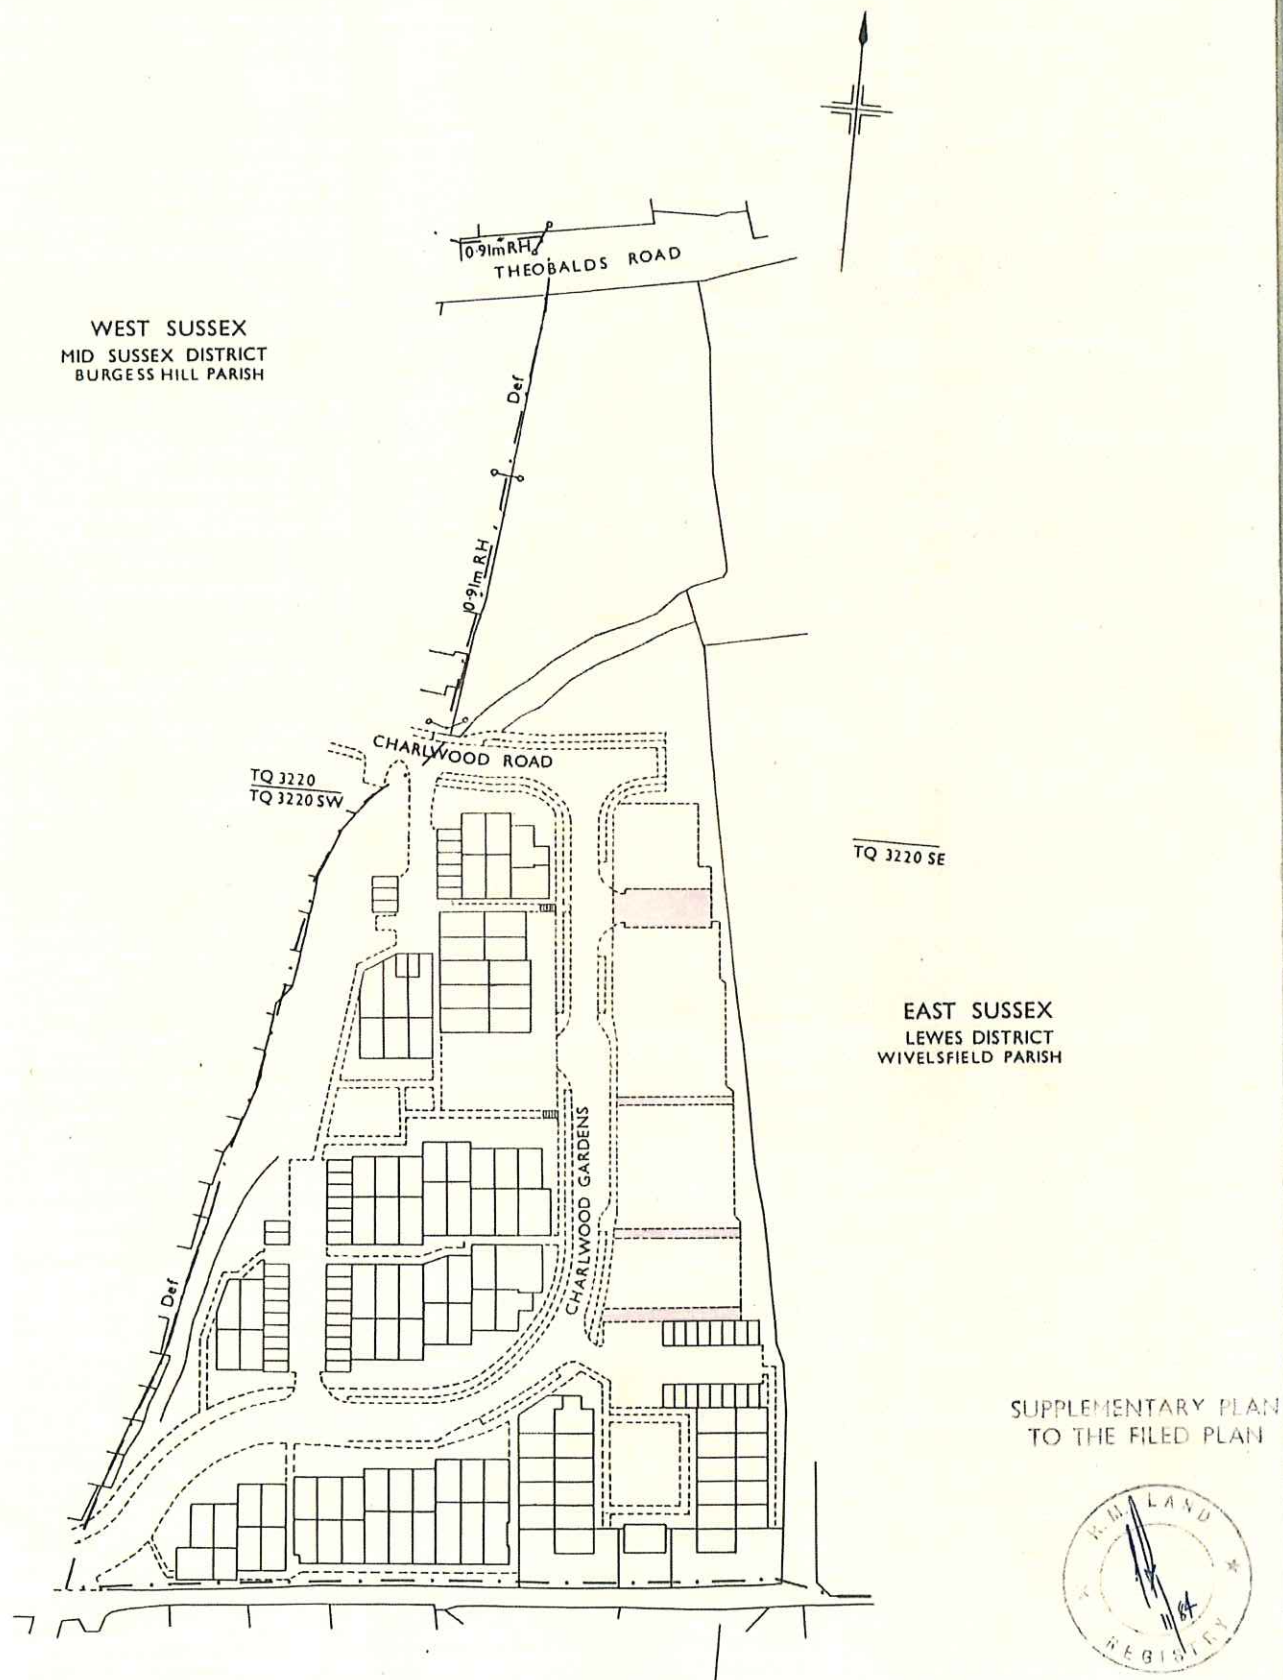 0·91m RH
THEOBALDS ROAD
WEST SUSSEX
MID SUSSEX DISTRICT
BURGESS HILL PARISH
Def
0·91m RH
CHARLWOOD ROAD
TQ 3220
TQ 3220 SW
TQ 3220 SE
EAST SUSSEX
LEWES DISTRICT
WIVELSFIELD PARISH
CHARLWOOD GARDENS
Def
SUPPLEMENTARY PLAN
TO THE FILED PLAN
H.M. LAND
REGISTRY
11 84